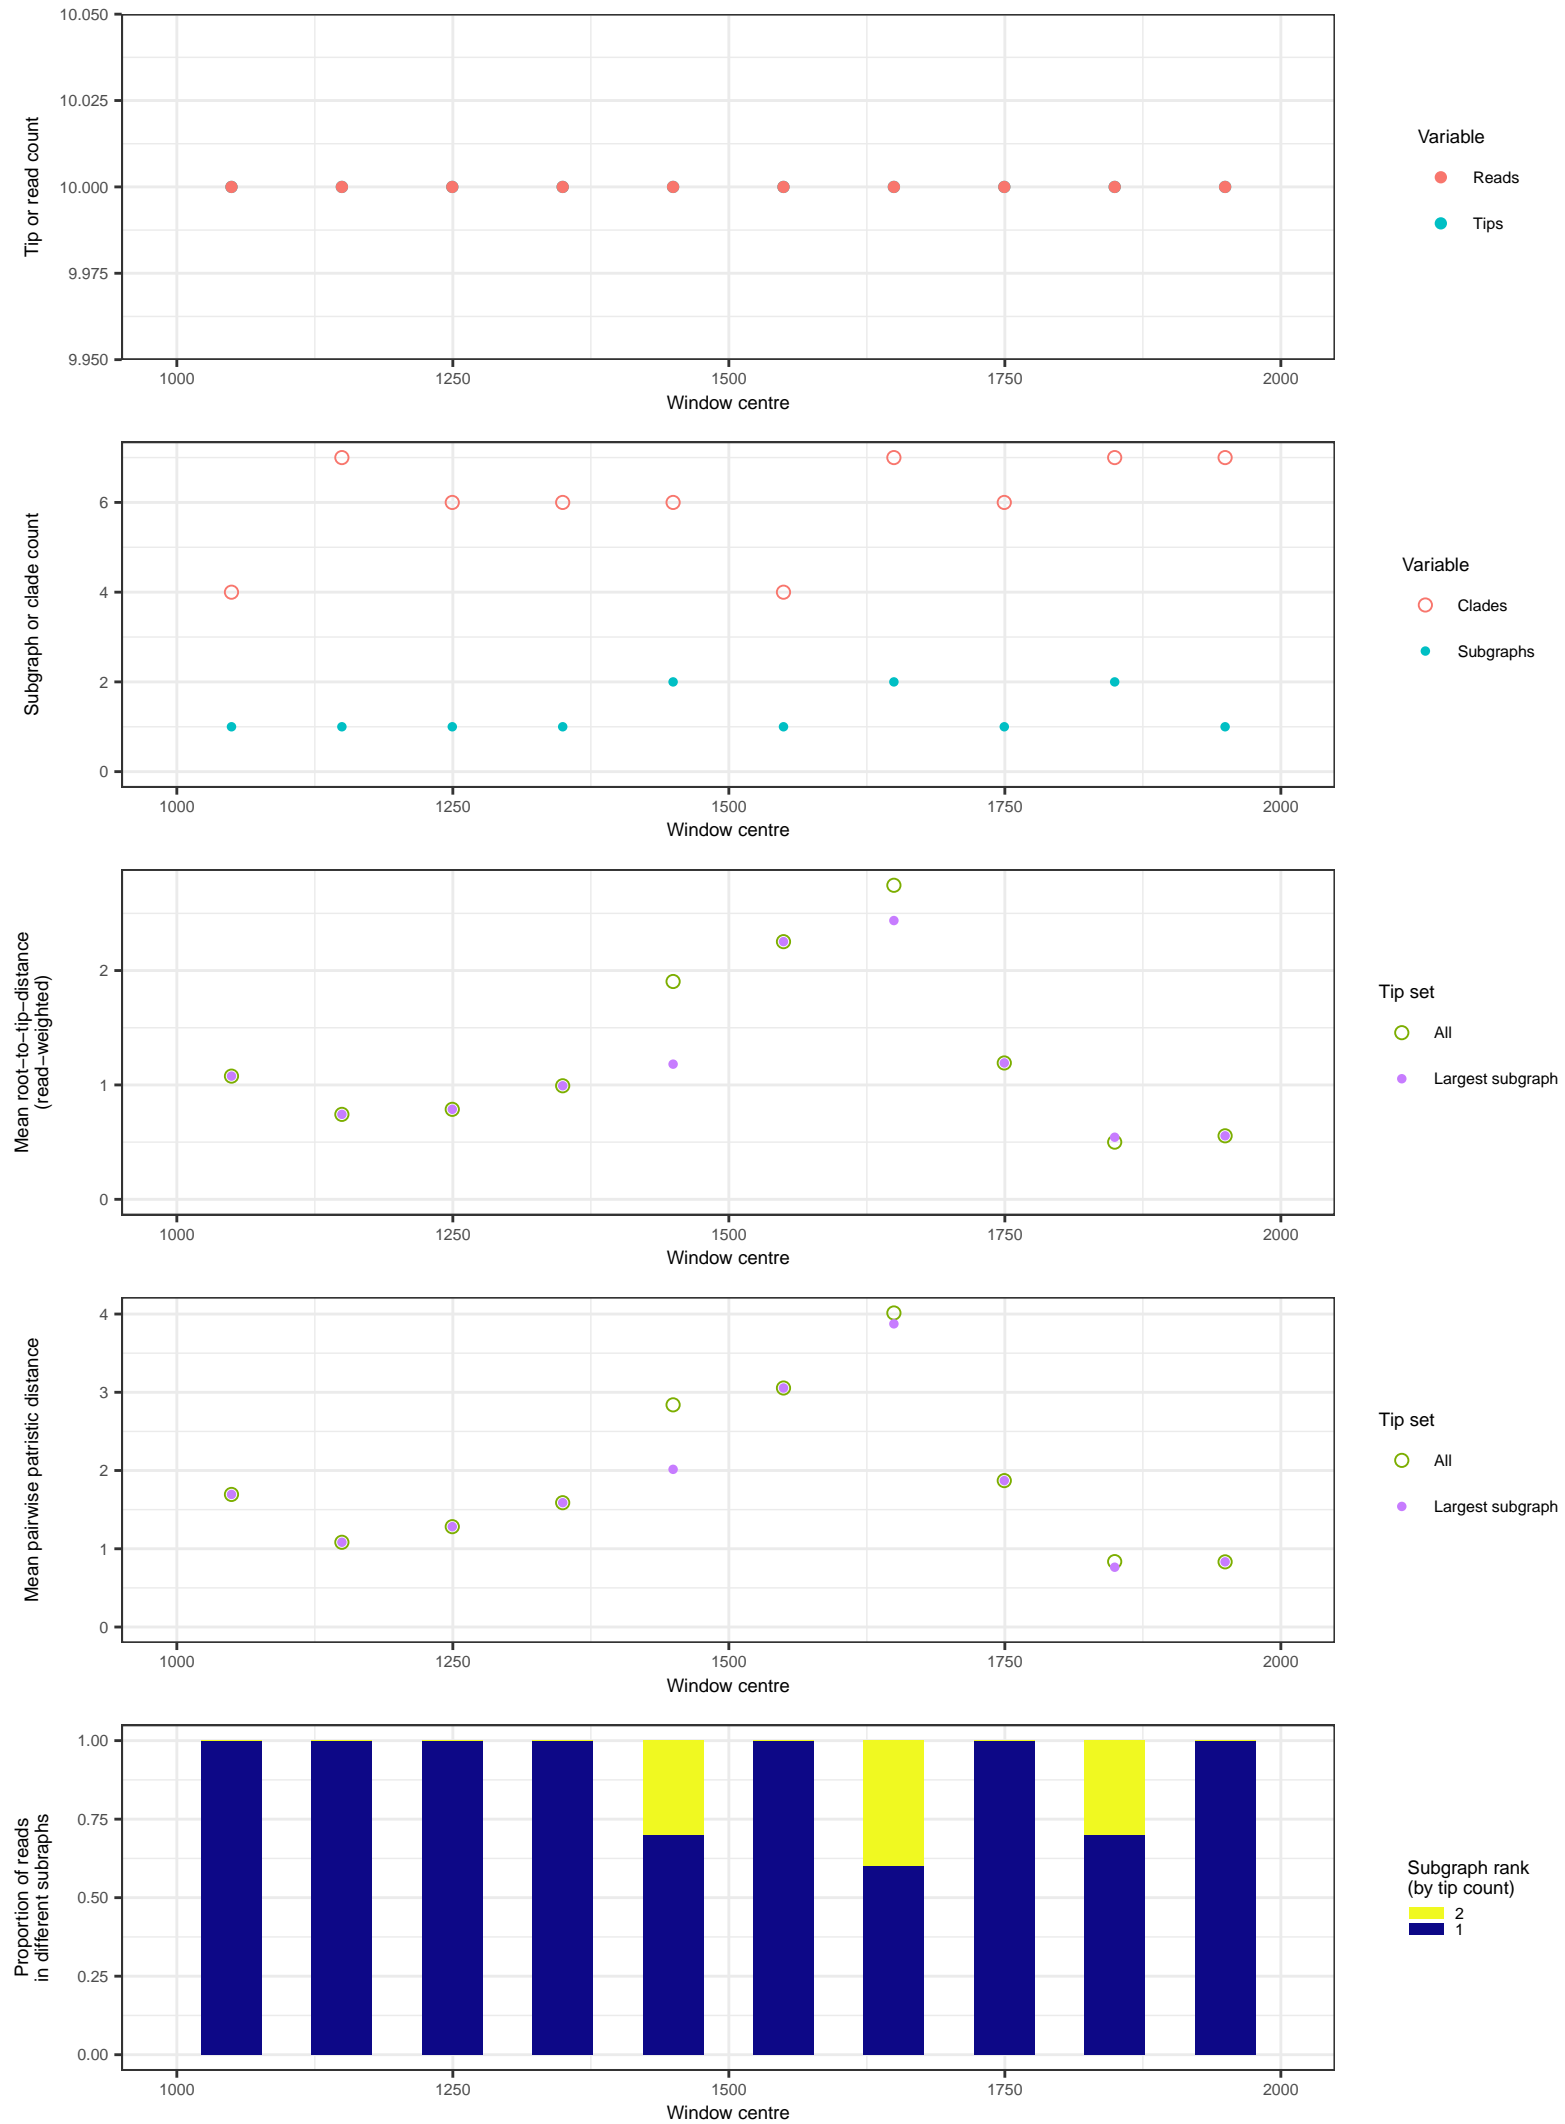 10.050
10.025
10.000
9.975
9.950
Tip or read count
1000 1250 1500 1750 2000
Window centre
Variable
Reads
Tips
6
4
2
0
Subgraph or clade count
1000 1250 1500 1750 2000
Window centre
Variable
Clades
Subgraphs
2
1
0
Mean root−to−tip−distance
(read−weighted)
1000 1250 1500 1750 2000
Window centre
Tip set
All
Largest subgraph
4
3
2
1
0
Mean pairwise patristic distance
1000 1250 1500 1750 2000
Window centre
Tip set
All
Largest subgraph
1.00
0.75
0.50
0.25
0.00
Proportion of reads
in different subraphs
1000 1250 1500 1750 2000
Window centre
Subgraph rank
(by tip count)
2
1